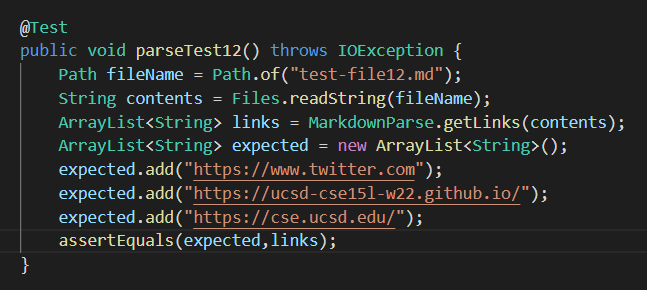 @Test
public void parseTest12() throws IOException {
    Path fileName = Path.of("test-file12.md");
    String contents = Files.readString(fileName);
    ArrayList<String> links = MarkdownParse.getLinks(contents);
    ArrayList<String> expected = new ArrayList<String>();
    expected.add("https://www.twitter.com");
    expected.add("https://ucsd-cse15l-w22.github.io/");
    expected.add("https://cse.ucsd.edu/");
    assertEquals(expected,links);
}